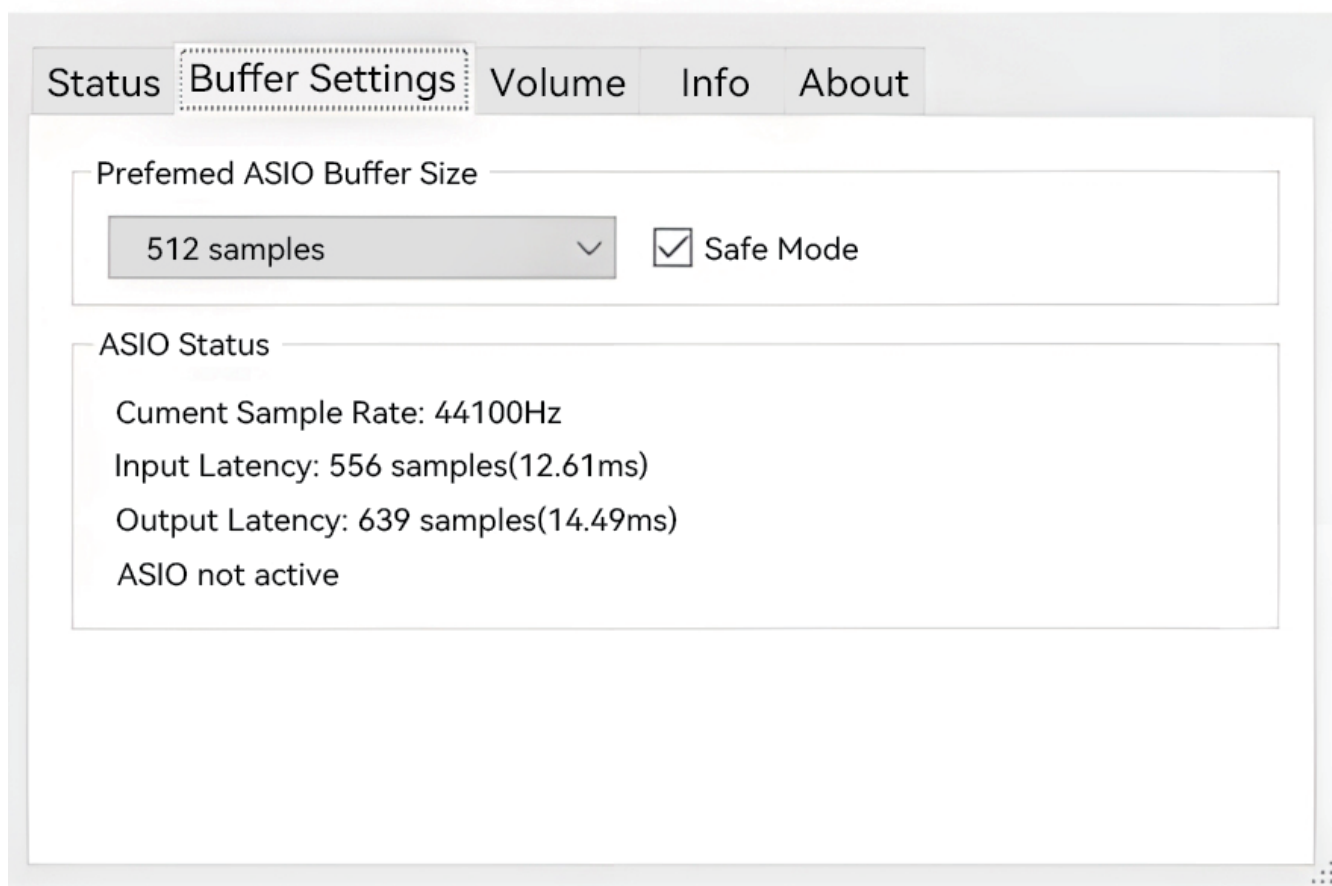 Status Buffer Settings Volume Info About
Prefemed ASIO Buffer Size
512 samples Safe Mode
ASIO Status
Cument Sample Rate: 44100Hz
Input Latency: 556 samples(12.61ms)
Output Latency: 639 samples(14.49ms)
ASIO not active